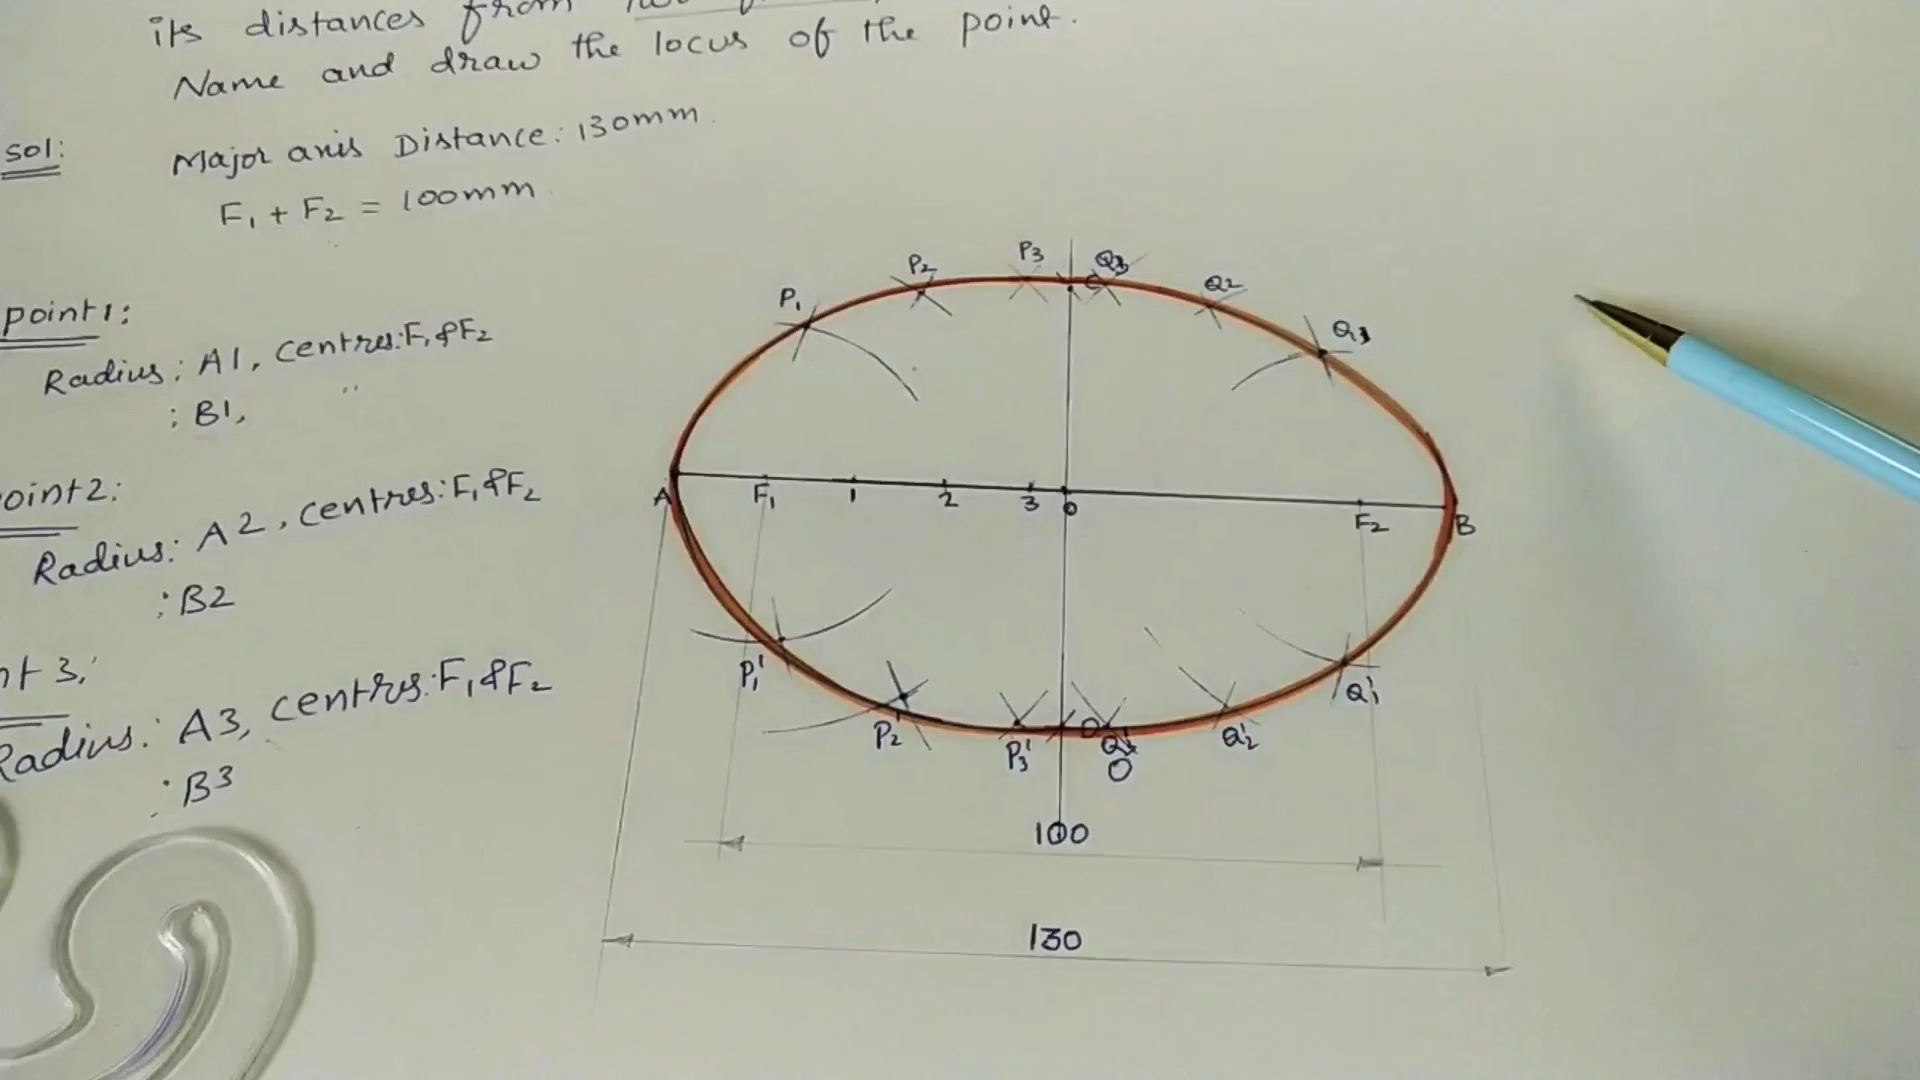 its distances from
Name and draw the locus of the point.
Sol:
Major axis Distance: 130mm.
F₁ + F₂ = 100mm
point1:
Radius: A1, centres: F₁ & F₂
: B1,
oint2:
Radius: A2, centres: F₁ & F₂
: B2
nt 3:
Radius: A3, centres: F₁ & F₂
: B3
P₁ P₂ P₃ C Q₃ Q₂ Q₁
A F₁ 1 2 3 O F₂ B
P₁' P₂' P₃' D Q₃' Q₂' Q₁'
O
100
130